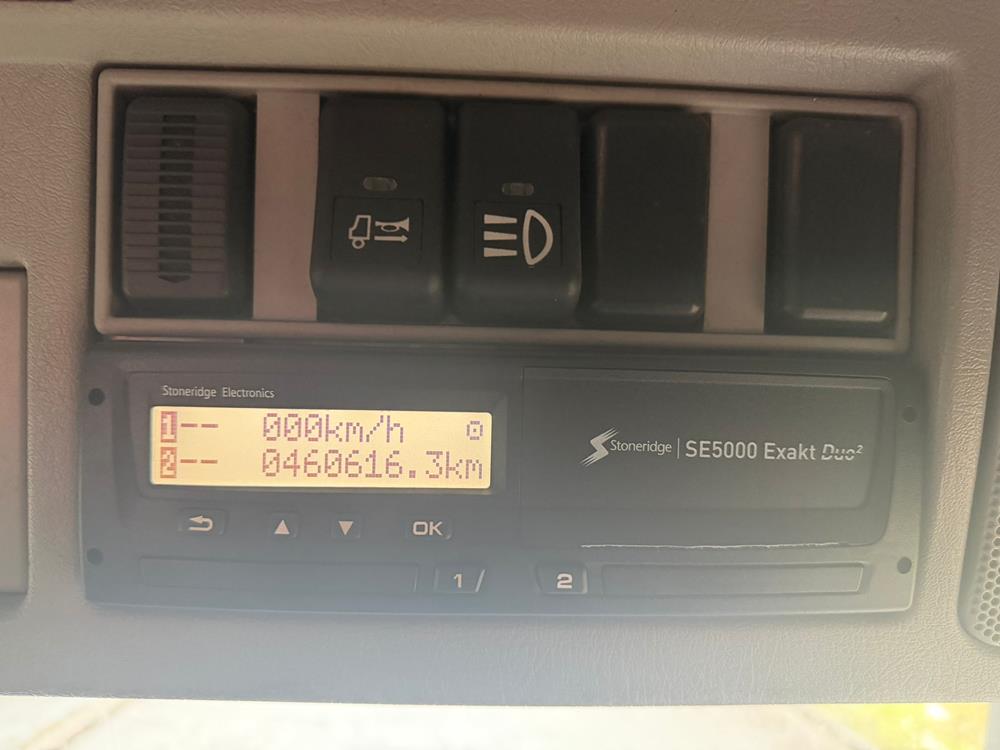 Stoneridge Electronics
1-- 000km/h
2-- 0460616.3km
Stoneridge | SE5000 Exakt Duo²
OK
1
2